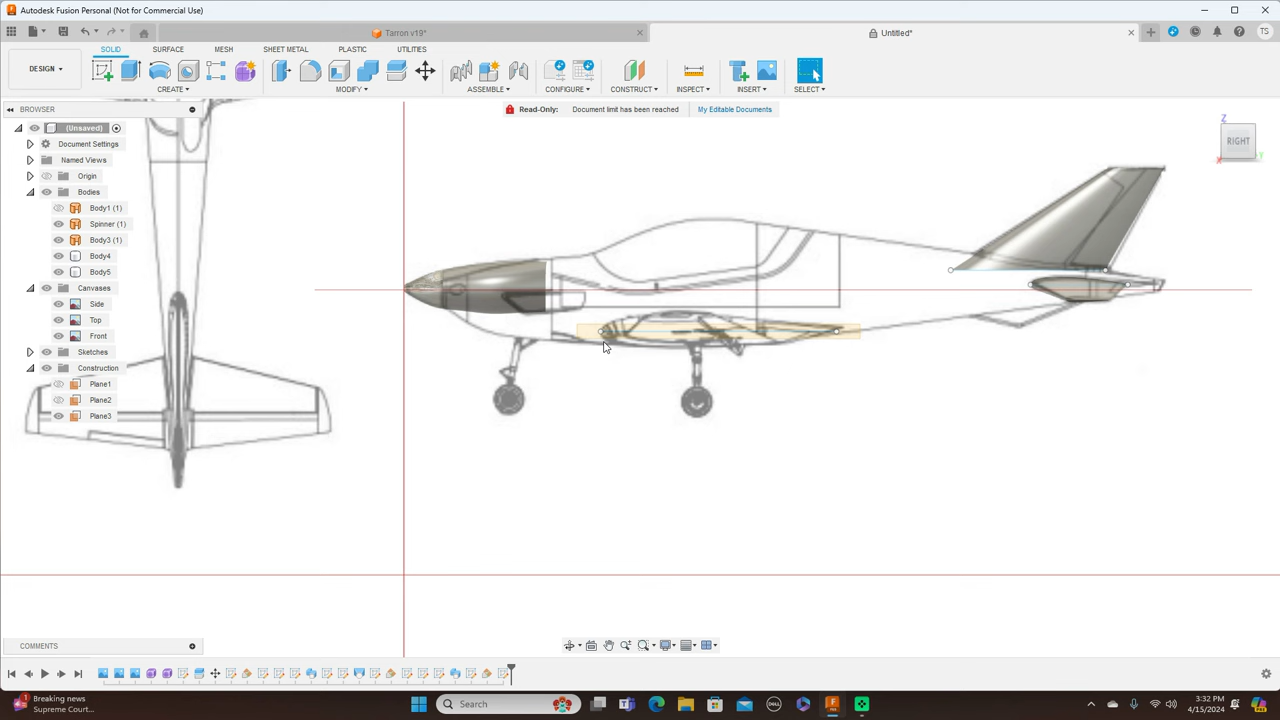 Autodesk Fusion Personal (Not for Commercial Use)
Tarron v19*
Untitled*
TS
DESIGN
SOLID
SURFACE
MESH
SHEET METAL
PLASTIC
UTILITIES
CREATE
MODIFY
ASSEMBLE
CONFIGURE
CONSTRUCT
INSPECT
INSERT
SELECT
BROWSER
Read-Only:
Document limit has been reached
My Editable Documents
(Unsaved)
Document Settings
Named Views
Origin
Bodies
Body1 (1)
Spinner (1)
Body3 (1)
Body4
Body5
Canvases
Side
Top
Front
Sketches
Construction
Plane1
Plane2
Plane3
Z
RIGHT
X
Y
COMMENTS
1
Breaking news
Supreme Court...
Search
DELL
3:32 PM
4/15/2024